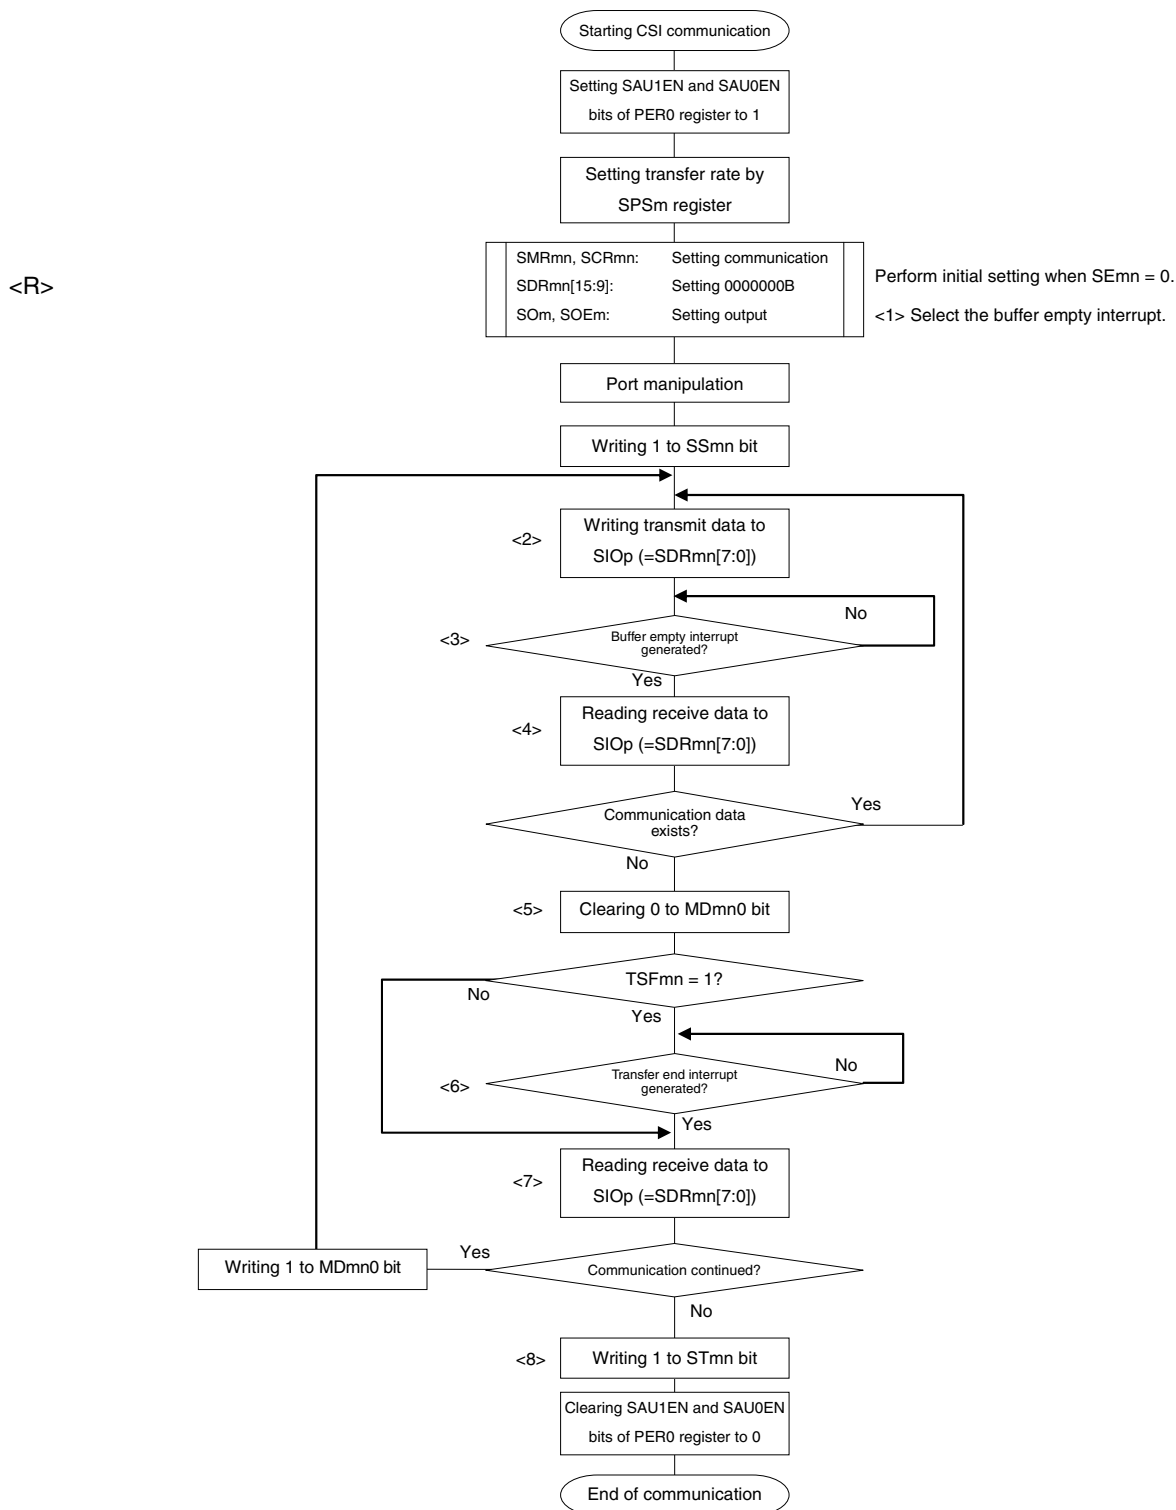 Starting CSI communication
Setting SAU1EN and SAU0EN
bits of PER0 register to 1
Setting transfer rate by
SPSm register
<R>
SMRmn, SCRmn: Setting communication
SDRmn[15:9]: Setting 0000000B
SOm, SOEm: Setting output
Perform initial setting when SEmn = 0.
<1> Select the buffer empty interrupt.
Port manipulation
Writing 1 to SSmn bit
<2>
Writing transmit data to
SIOp (=SDRmn[7:0])
No
<3>
Buffer empty interrupt
generated?
Yes
<4>
Reading receive data to
SIOp (=SDRmn[7:0])
Yes
Communication data
exists?
No
<5>
Clearing 0 to MDmn0 bit
TSFmn = 1?
No
Yes
No
<6>
Transfer end interrupt
generated?
Yes
<7>
Reading receive data to
SIOp (=SDRmn[7:0])
Writing 1 to MDmn0 bit
Yes
Communication continued?
No
<8>
Writing 1 to STmn bit
Clearing SAU1EN and SAU0EN
bits of PER0 register to 0
End of communication